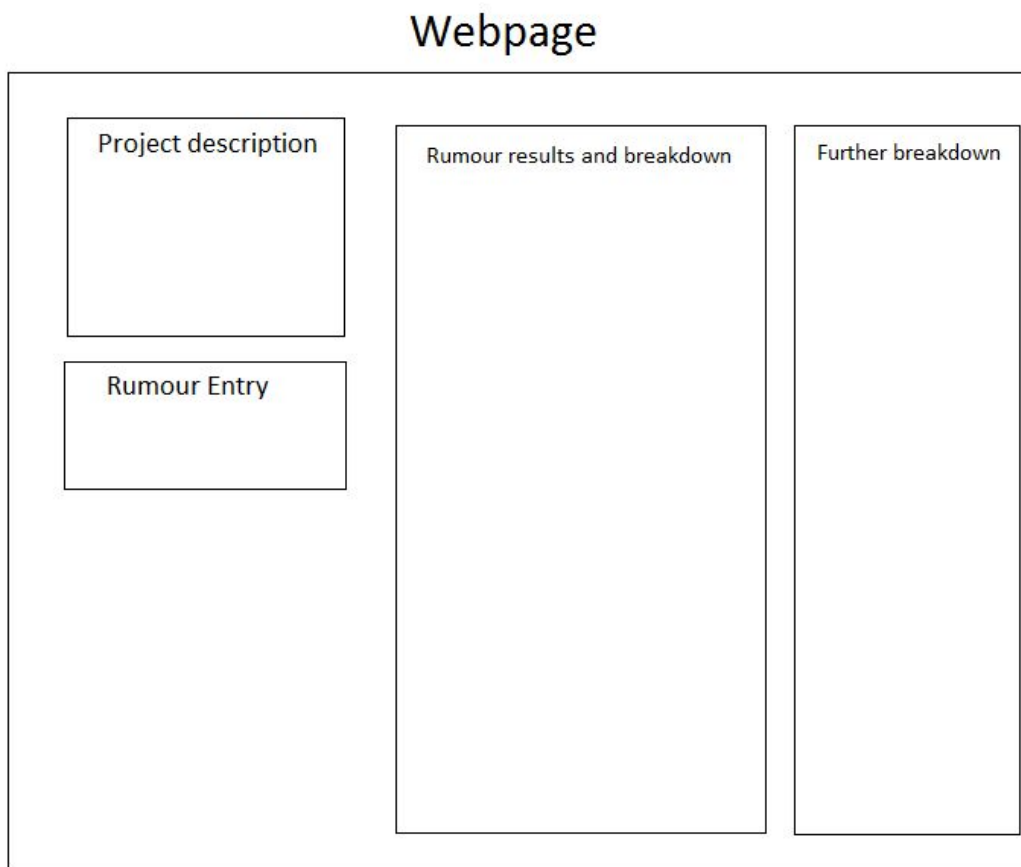 Webpage
Project description
Rumour Entry
Rumour results and breakdown
Further breakdown